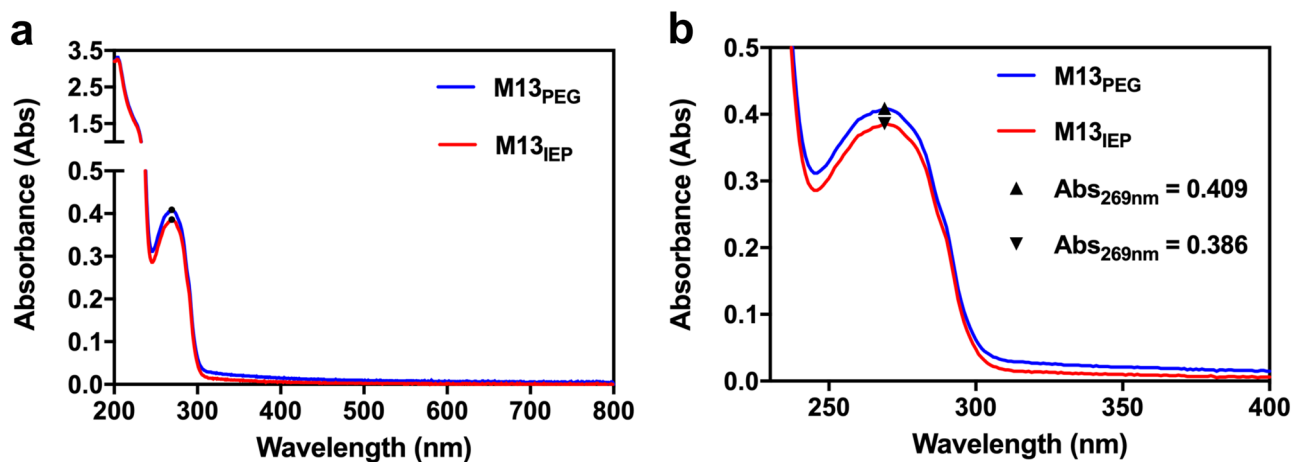 a
3.5
2.5
1.5
0.5
0.4
0.3
0.2
0.1
0.0
200 300 400 500 600 700 800
Wavelength (nm)
Absorbance (Abs)
M13PEG
M13IEP
b
0.5
0.4
0.3
0.2
0.1
0.0
250 300 350 400
Wavelength (nm)
Absorbance (Abs)
M13PEG
M13IEP
Abs269nm = 0.409
Abs269nm = 0.386